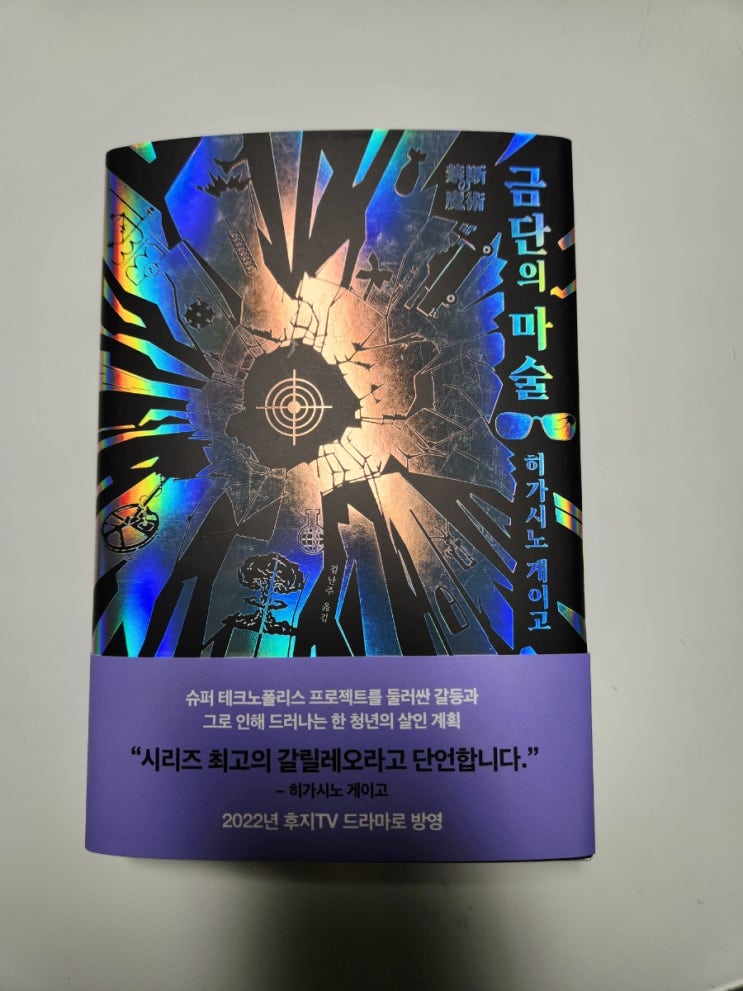 금단의 마술
禁断の魔術
히가시노 게이고
김난주 옮김
슈퍼 테크노폴리스 프로젝트를 둘러싼 갈등과
그로 인해 드러나는 한 청년의 살인 계획
“시리즈 최고의 갈릴레오라고 단언합니다.”
– 히가시노 게이고
2022년 후지TV 드라마로 방영